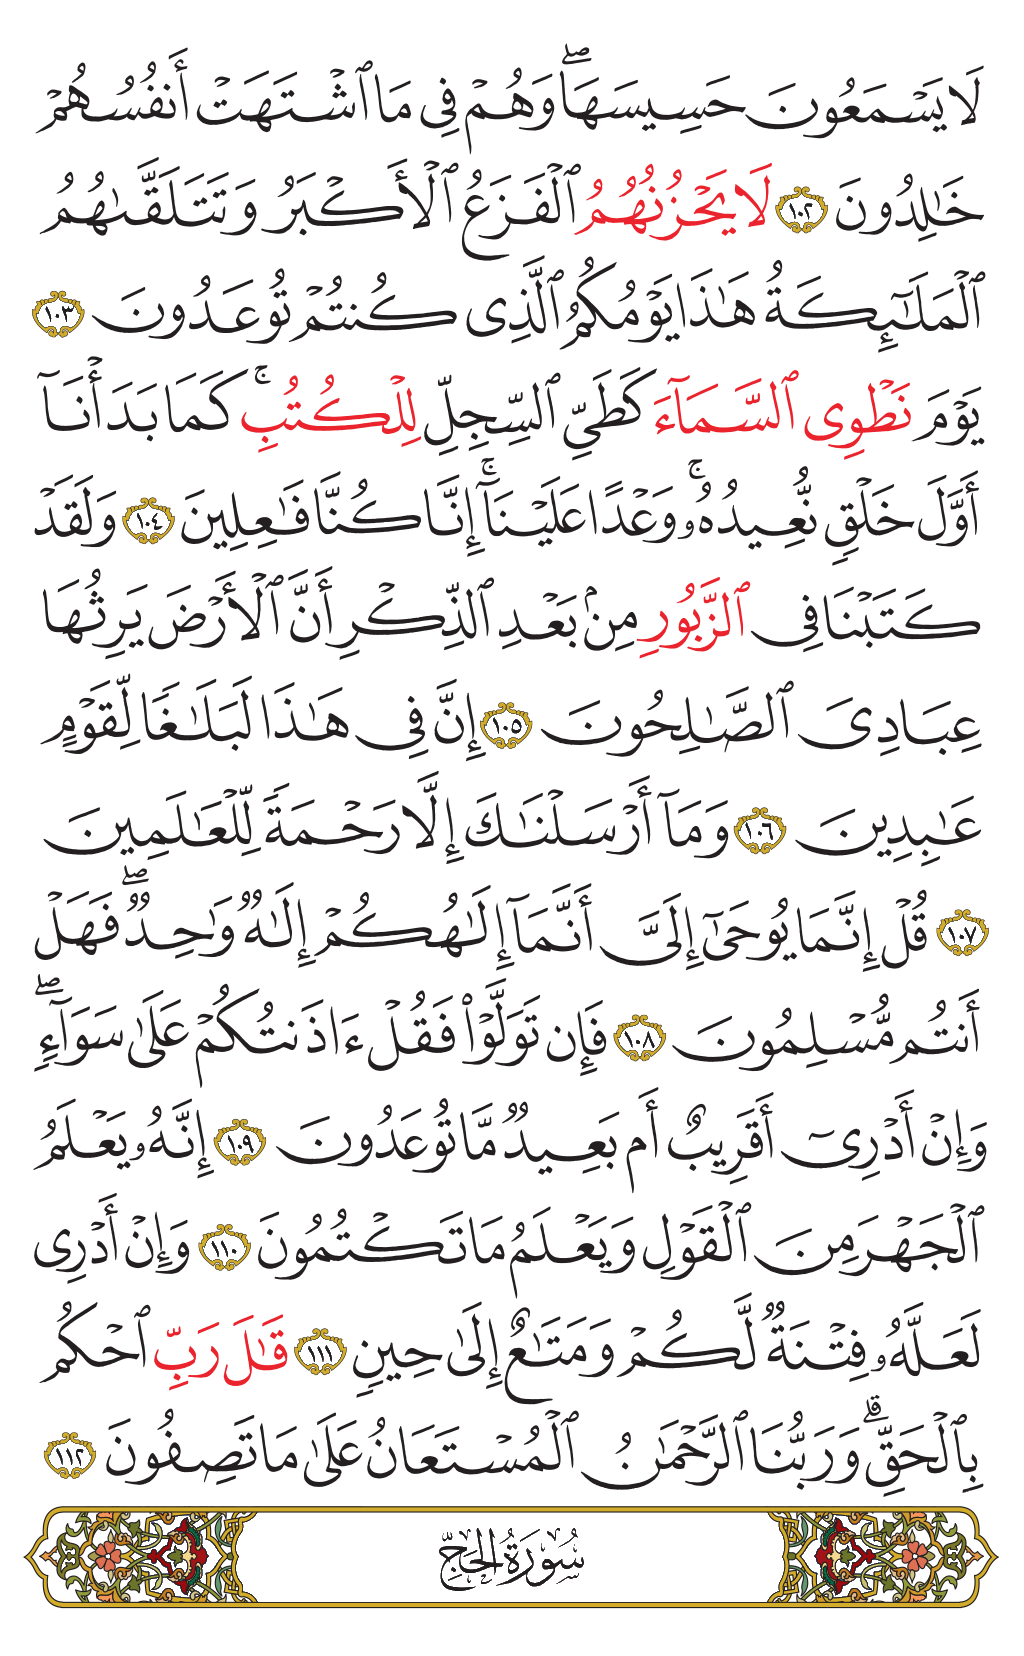 لَا يَسْمَعُونَ حَسِيسَهَاۖ وَهُمْ فِي مَا ٱشْتَهَتْ أَنفُسُهُمْ
خَٰلِدُونَ ١٠٢ لَا يَحْزُنُهُمُ ٱلْفَزَعُ ٱلْأَكْبَرُ وَتَتَلَقَّىٰهُمُ
ٱلْمَلَٰٓئِكَةُ هَٰذَا يَوْمُكُمُ ٱلَّذِى كُنتُمْ تُوعَدُونَ ١٠٣
يَوْمَ نَطْوِى ٱلسَّمَآءَ كَطَىِّ ٱلسِّجِلِّ لِلْكُتُبِۚ كَمَا بَدَأْنَآ
أَوَّلَ خَلْقٍ نُّعِيدُهُۥۚ وَعْدًا عَلَيْنَآۚ إِنَّا كُنَّا فَٰعِلِينَ ١٠٤ وَلَقَدْ
كَتَبْنَا فِى ٱلزَّبُورِ مِنۢ بَعْدِ ٱلذِّكْرِ أَنَّ ٱلْأَرْضَ يَرِثُهَا
عِبَادِىَ ٱلصَّٰلِحُونَ ١٠٥ إِنَّ فِى هَٰذَا لَبَلَٰغًا لِّقَوْمٍ
عَٰبِدِينَ ١٠٦ وَمَآ أَرْسَلْنَٰكَ إِلَّا رَحْمَةً لِّلْعَٰلَمِينَ
١٠٧ قُلْ إِنَّمَا يُوحَىٰٓ إِلَىَّ أَنَّمَآ إِلَٰهُكُمْ إِلَٰهٌ وَٰحِدٌۖ فَهَلْ
أَنتُم مُّسْلِمُونَ ١٠٨ فَإِن تَوَلَّوْا۟ فَقُلْ ءَاذَنتُكُمْ عَلَىٰ سَوَآءٍۖ
وَإِنْ أَدْرِىٓ أَقَرِيبٌ أَم بَعِيدٌ مَّا تُوعَدُونَ ١٠٩ إِنَّهُۥ يَعْلَمُ
ٱلْجَهْرَ مِنَ ٱلْقَوْلِ وَيَعْلَمُ مَا تَكْتُمُونَ ١١٠ وَإِنْ أَدْرِى
لَعَلَّهُۥ فِتْنَةٌ لَّكُمْ وَمَتَٰعٌ إِلَىٰ حِينٍ ١١١ قَٰلَ رَبِّ ٱحْكُم
بِٱلْحَقِّۗ وَرَبُّنَا ٱلرَّحْمَٰنُ ٱلْمُسْتَعَانُ عَلَىٰ مَا تَصِفُونَ ١١٢
سُورَةُ الحَجِّ